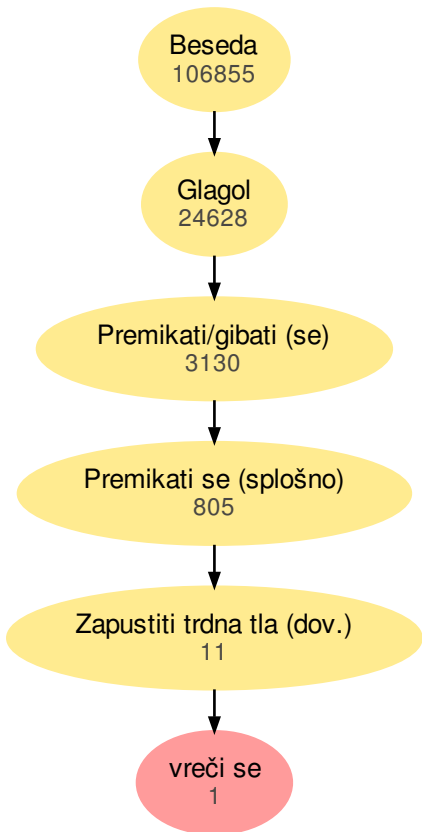 Beseda
106855
Glagol
24628
Premikati/gibati (se)
3130
Premikati se (splošno)
805
Zapustiti trdna tla (dov.)
11
vreči se
1